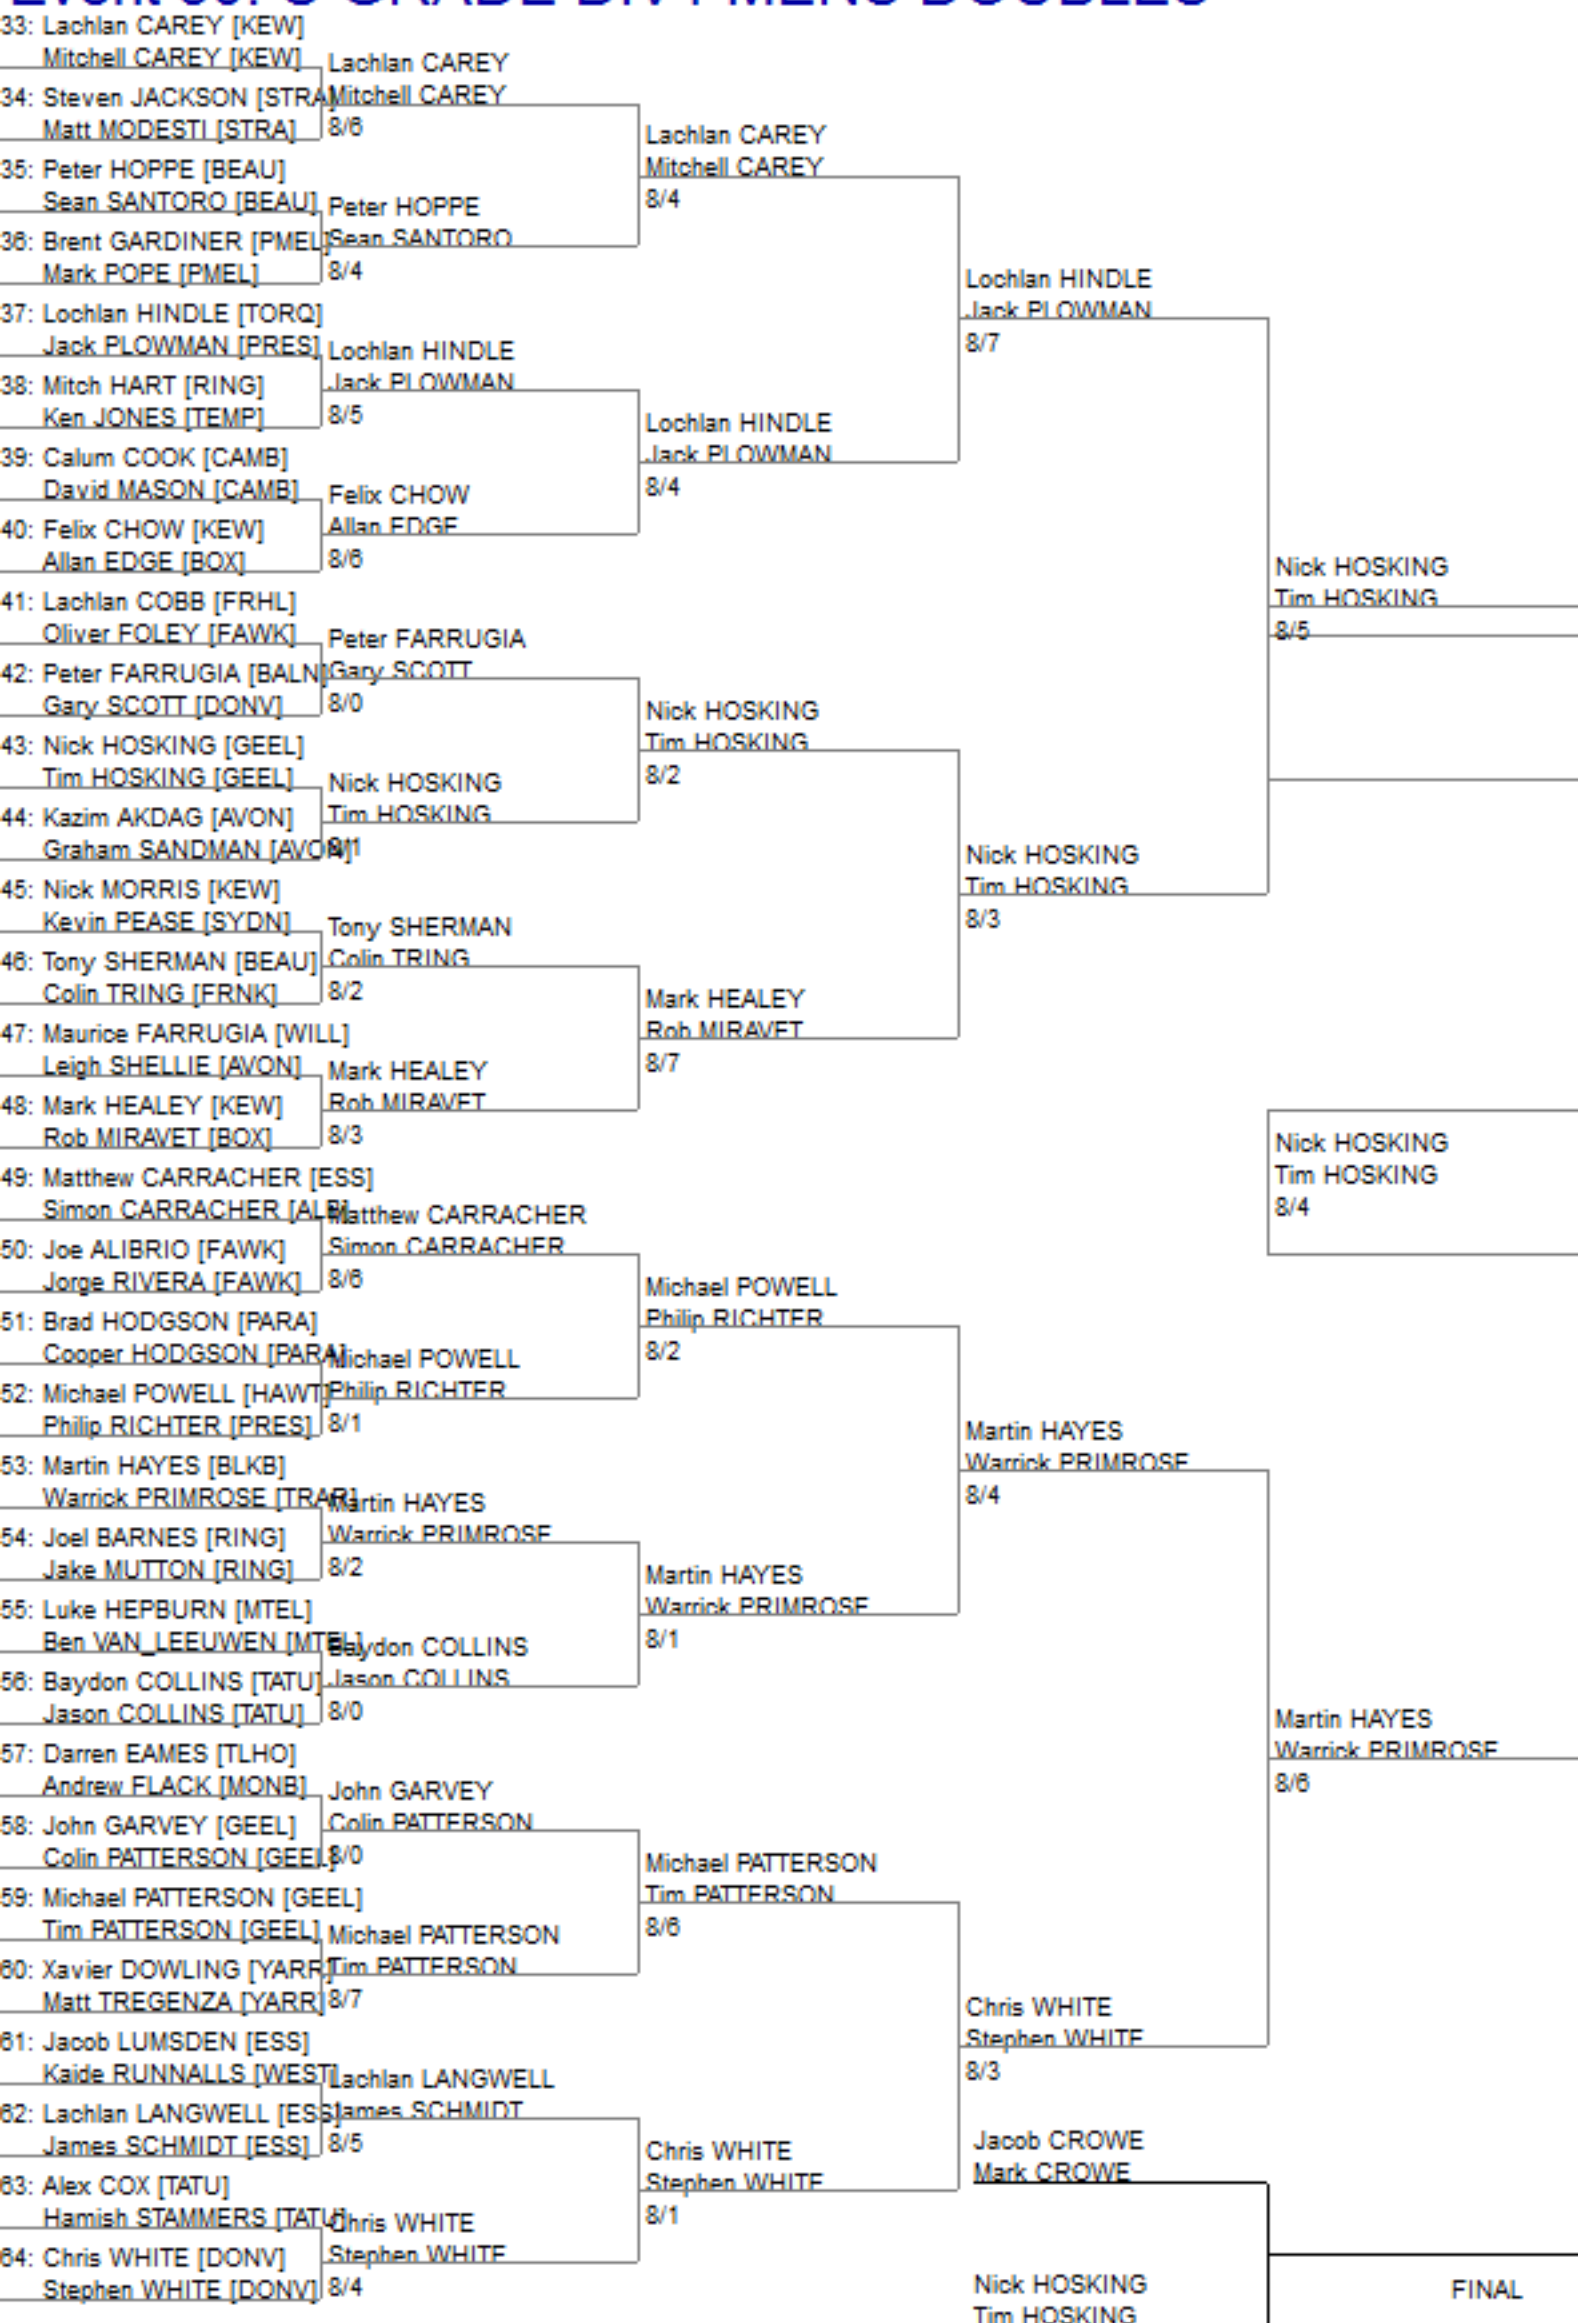 33: Lachlan CAREY [KEW]
Mitchell CAREY [KEW]
34: Steven JACKSON [STRA]
Matt MODESTI [STRA]
35: Peter HOPPE [BEAU]
Sean SANTORO [BEAU]
36: Brent GARDINER [PMEL]
Mark POPE [PMEL]
37: Lochlan HINDLE [TORQ]
Jack PLOWMAN [PRES]
38: Mitch HART [RING]
Ken JONES [TEMP]
39: Calum COOK [CAMB]
David MASON [CAMB]
40: Felix CHOW [KEW]
Allan EDGE [BOX]
41: Lachlan COBB [FRHL]
Oliver FOLEY [FAWK]
42: Peter FARRUGIA [BALN]
Gary SCOTT [DONV]
43: Nick HOSKING [GEEL]
Tim HOSKING [GEEL]
44: Kazim AKDAG [AVON]
Graham SANDMAN [AVON]
45: Nick MORRIS [KEW]
Kevin PEASE [SYDN]
46: Tony SHERMAN [BEAU]
Colin TRING [FRNK]
47: Maurice FARRUGIA [WILL]
Leigh SHELLIE [AVON]
48: Mark HEALEY [KEW]
Rob MIRAVET [BOX]
49: Matthew CARRACHER [ESS]
Simon CARRACHER [ALB]
50: Joe ALIBRIO [FAWK]
Jorge RIVERA [FAWK]
51: Brad HODGSON [PARA]
Cooper HODGSON [PARA]
52: Michael POWELL [HAWT]
Philip RICHTER [PRES]
53: Martin HAYES [BLKB]
Warrick PRIMROSE [TRAR]
54: Joel BARNES [RING]
Jake MUTTON [RING]
55: Luke HEPBURN [MTEL]
Ben VAN_LEEUWEN [MTEL]
56: Baydon COLLINS [TATU]
Jason COLLINS [TATU]
57: Darren EAMES [TLHO]
Andrew FLACK [MONB]
58: John GARVEY [GEEL]
Colin PATTERSON [GEEL]
59: Michael PATTERSON [GEEL]
Tim PATTERSON [GEEL]
60: Xavier DOWLING [YARR]
Matt TREGENZA [YARR]
61: Jacob LUMSDEN [ESS]
Kaide RUNNALLS [WEST]
62: Lachlan LANGWELL [ESS]
James SCHMIDT [ESS]
63: Alex COX [TATU]
Hamish STAMMERS [TATU]
64: Chris WHITE [DONV]
Stephen WHITE [DONV]
Lachlan CAREY
Mitchell CAREY
8/6
Peter HOPPE
Sean SANTORO
8/4
Lochlan HINDLE
Jack PLOWMAN
8/5
Felix CHOW
Allan EDGE
8/6
Peter FARRUGIA
Gary SCOTT
8/0
Nick HOSKING
Tim HOSKING
8/1
Tony SHERMAN
Colin TRING
8/2
Mark HEALEY
Rob MIRAVET
8/3
Matthew CARRACHER
Simon CARRACHER
8/6
Michael POWELL
Philip RICHTER
8/1
Martin HAYES
Warrick PRIMROSE
8/2
Baydon COLLINS
Jason COLLINS
8/0
John GARVEY
Colin PATTERSON
8/0
Michael PATTERSON
Tim PATTERSON
8/7
Lachlan LANGWELL
James SCHMIDT
8/5
Chris WHITE
Stephen WHITE
8/4
Lachlan CAREY
Mitchell CAREY
8/4
Lochlan HINDLE
Jack PLOWMAN
8/4
Nick HOSKING
Tim HOSKING
8/2
Mark HEALEY
Rob MIRAVET
8/7
Michael POWELL
Philip RICHTER
8/2
Martin HAYES
Warrick PRIMROSE
8/1
Michael PATTERSON
Tim PATTERSON
8/6
Chris WHITE
Stephen WHITE
8/1
Lochlan HINDLE
Jack PLOWMAN
8/7
Nick HOSKING
Tim HOSKING
8/3
Martin HAYES
Warrick PRIMROSE
8/4
Chris WHITE
Stephen WHITE
8/3
Jacob CROWE
Mark CROWE
Nick HOSKING
Tim HOSKING
Nick HOSKING
Tim HOSKING
8/5
Nick HOSKING
Tim HOSKING
8/4
Martin HAYES
Warrick PRIMROSE
8/6
FINAL